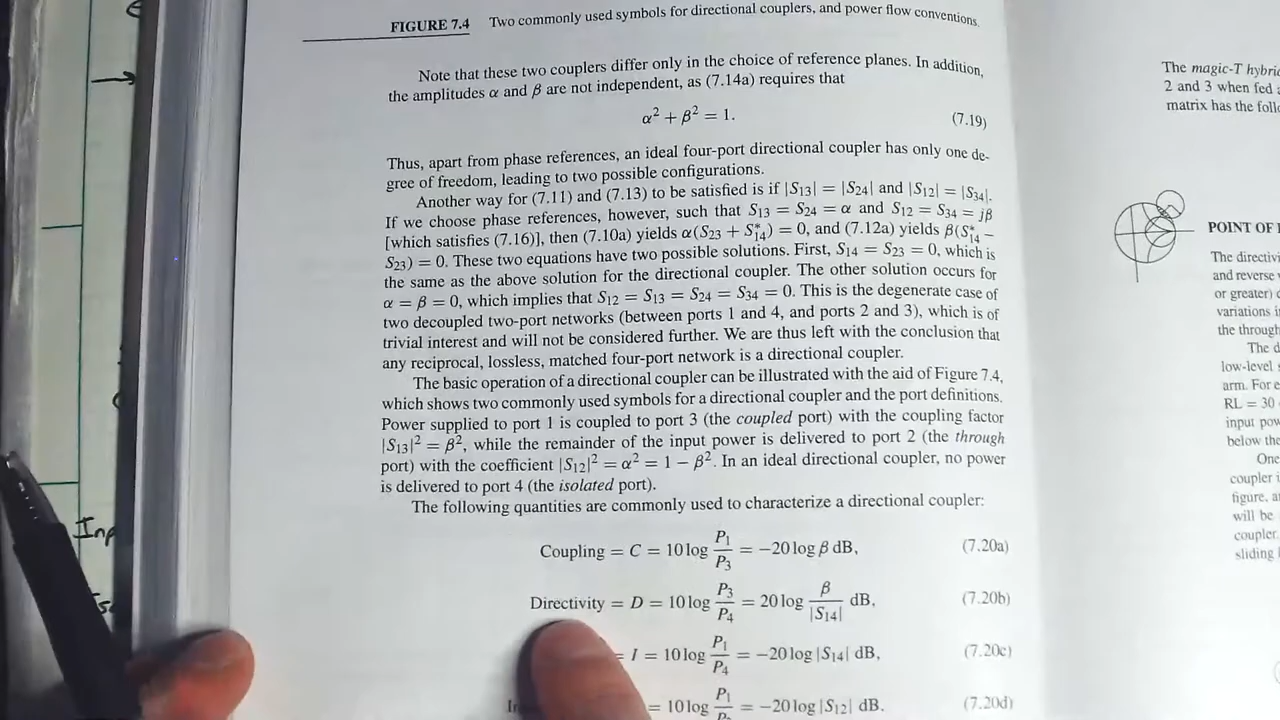 FIGURE 7.4 Two commonly used symbols for directional couplers, and power flow conventions.
Note that these two couplers differ only in the choice of reference planes. In addition,
the amplitudes α and β are not independent, as (7.14a) requires that
α² + β² = 1. (7.19)
Thus, apart from phase references, an ideal four-port directional coupler has only one de-
gree of freedom, leading to two possible configurations.
Another way for (7.11) and (7.13) to be satisfied is if |S₁₃| = |S₂₄| and |S₁₂| = |S₃₄|.
If we choose phase references, however, such that S₁₃ = S₂₄ = α and S₁₂ = S₃₄ = jβ
[which satisfies (7.16)], then (7.10a) yields α(S₂₃ + S₁₄*) = 0, and (7.12a) yields β(S₁₄* −
S₂₃) = 0. These two equations have two possible solutions. First, S₁₄ = S₂₃ = 0, which is
the same as the above solution for the directional coupler. The other solution occurs for
α = β = 0, which implies that S₁₂ = S₁₃ = S₂₄ = S₃₄ = 0. This is the degenerate case of
two decoupled two-port networks (between ports 1 and 4, and ports 2 and 3), which is of
trivial interest and will not be considered further. We are thus left with the conclusion that
any reciprocal, lossless, matched four-port network is a directional coupler.
The basic operation of a directional coupler can be illustrated with the aid of Figure 7.4,
which shows two commonly used symbols for a directional coupler and the port definitions.
Power supplied to port 1 is coupled to port 3 (the coupled port) with the coupling factor
|S₁₃|² = β², while the remainder of the input power is delivered to port 2 (the through
port) with the coefficient |S₁₂|² = α² = 1 − β². In an ideal directional coupler, no power
is delivered to port 4 (the isolated port).
The following quantities are commonly used to characterize a directional coupler:
Coupling = C = 10 log P₁/P₃ = −20 log β dB, (7.20a)
Directivity = D = 10 log P₃/P₄ = 20 log β/|S₁₄| dB, (7.20b)
= I = 10 log P₁/P₄ = −20 log |S₁₄| dB, (7.20c)
= 10 log P₁ = −20 log |S₁₂| dB. (7.20d)
The magic-T
2 and 3 when fed
matrix has the
POINT OF
The
and reverse
or greater)
variations
the through
The
low-level
arm. For
RL = 30
input
below the
One
coupler
figure,
will be
coupler.
sliding